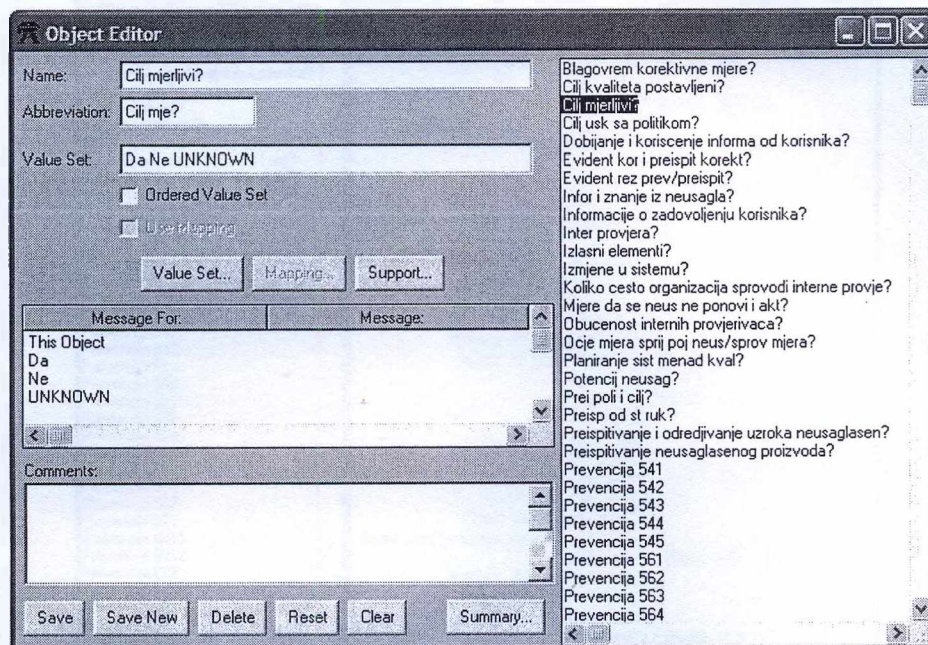 Object Editor
Name: Cilj mjerljivi?
Abbreviation: Cilj mje?
Value Set: Da Ne UNKNOWN
Ordered Value Set
Use Mapping
Value Set... Mapping... Support...
Message For: Message:
This Object
Da
Ne
UNKNOWN
Comments:
Save Save New Delete Reset Clear Summary...
Blagovrem korektivne mjere?
Cilj kvaliteta postavljeni?
Cilj mjerljivi?
Cilj usk sa politikom?
Dobijanje i koriscenje informa od korisnika?
Evident kor i preispit korekt?
Evident rez prev/preispit?
Infor i znanje iz neusagla?
Informacije o zadovoljenju korisnika?
Inter provjera?
Izlasni elementi?
Izmjene u sistemu?
Koliko cesto organizacija sprovodi interne provje?
Mjere da se neus ne ponovi i akt?
Obucenost internih provjerivaca?
Ocje mjera sprij poj neus/sprov mjera?
Planiranje sist menad kval?
Potencij neusag?
Prei poli i cilj?
Preisp od st ruk?
Preispitivanje i odredjivanje uzroka neusaglasen?
Preispitivanje neusaglasenog proizvoda?
Prevencija 541
Prevencija 542
Prevencija 543
Prevencija 544
Prevencija 545
Prevencija 561
Prevencija 562
Prevencija 563
Prevencija 564